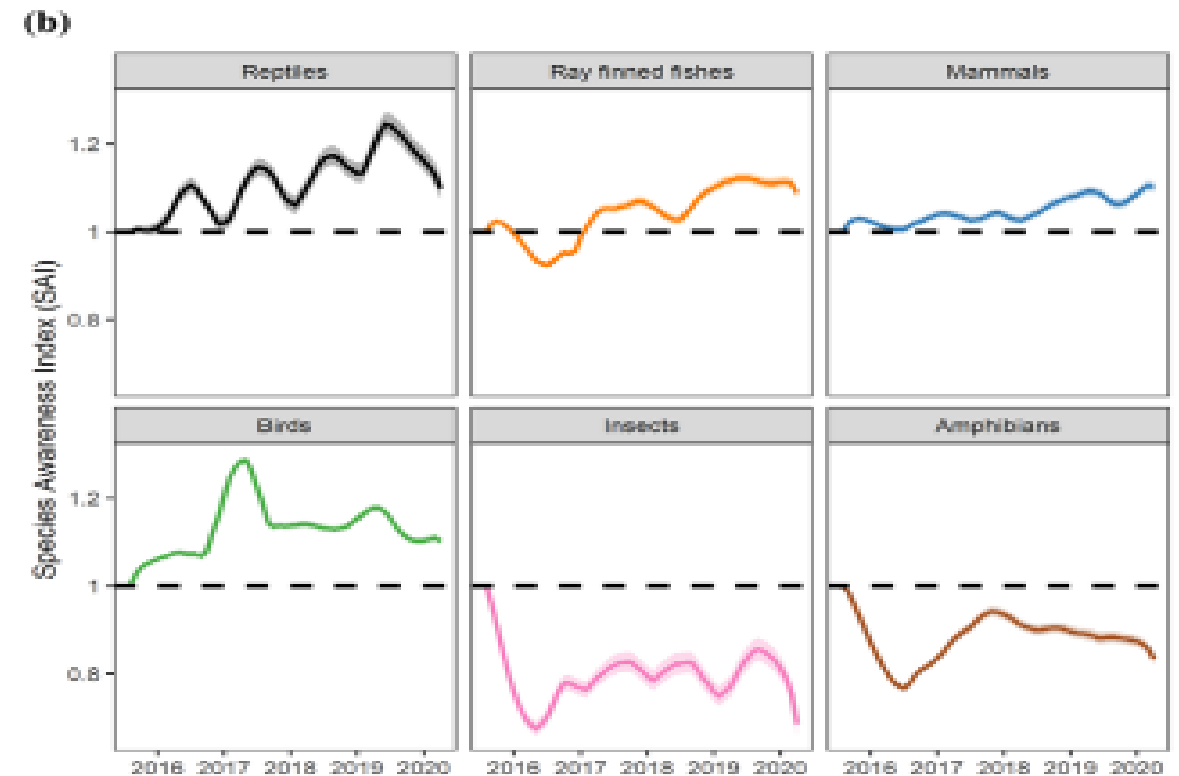 (b)
Reptiles
Ray finned fishes
Mammals
1.2
1
0.8
Species Awareness Index (SAI)
Birds
Insects
Amphibians
1.2
1
0.8
2016 2017 2018 2019 2020
2016 2017 2018 2019 2020
2016 2017 2018 2019 2020